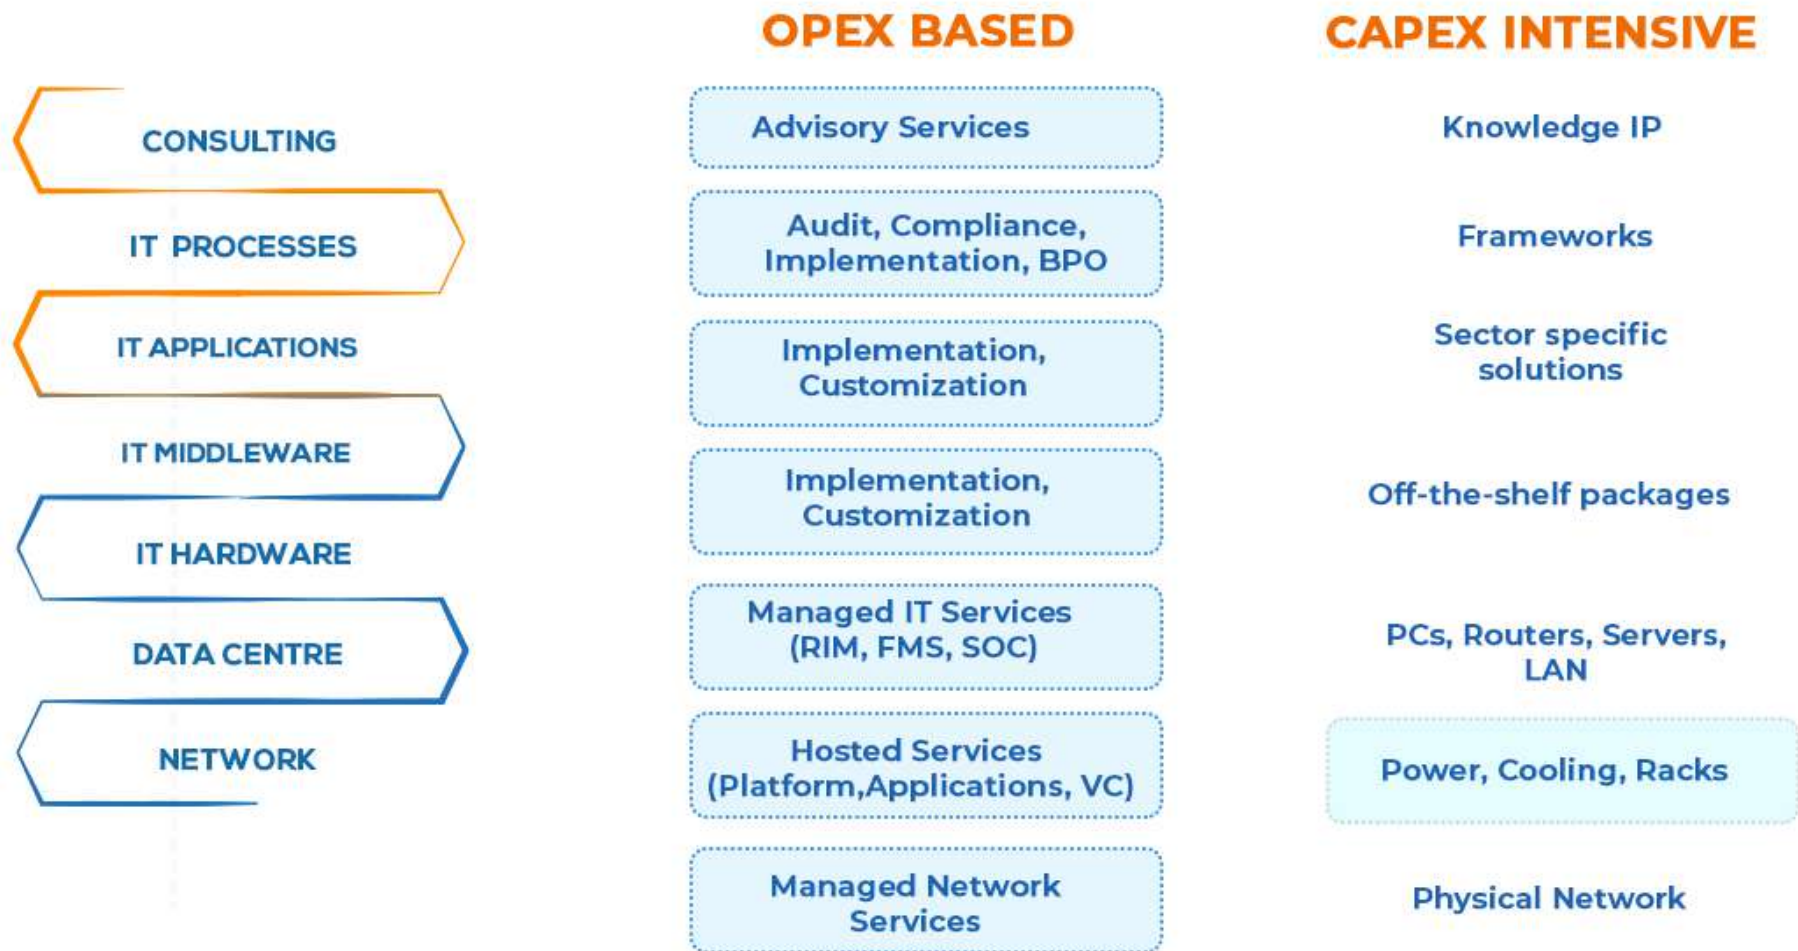 OPEX BASED
CAPEX INTENSIVE
CONSULTING
Advisory Services
Knowledge IP
IT PROCESSES
Audit, Compliance,
Implementation, BPO
Frameworks
IT APPLICATIONS
Implementation,
Customization
Sector specific
solutions
IT MIDDLEWARE
Implementation,
Customization
Off-the-shelf packages
IT HARDWARE
Managed IT Services
(RIM, FMS, SOC)
PCs, Routers, Servers,
LAN
DATA CENTRE
Hosted Services
(Platform,Applications, VC)
Power, Cooling, Racks
NETWORK
Managed Network
Services
Physical Network